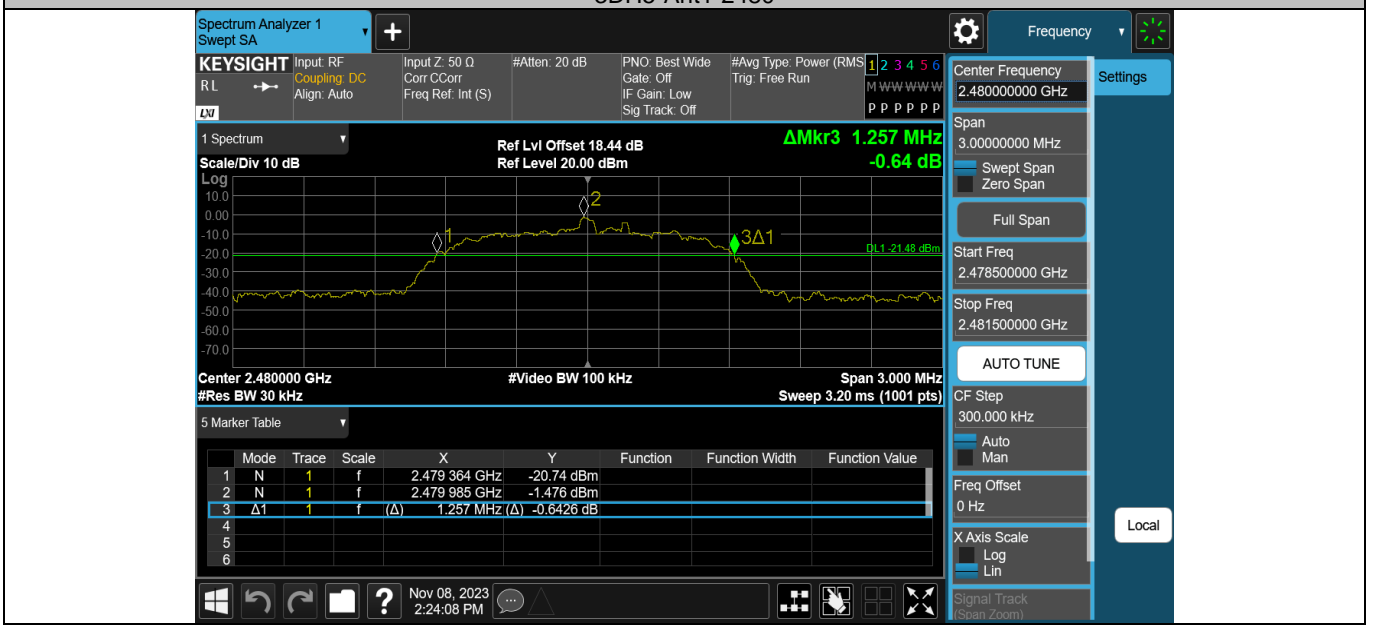 Spectrum Analyzer 1
Swept SA
+
Frequency
KEYSIGHT
RL
LXI
Input: RF
Coupling: DC
Align: Auto
Input Z: 50 Ω
Corr CCorr
Freq Ref: Int (S)
#Atten: 20 dB
PNO: Best Wide
Gate: Off
IF Gain: Low
Sig Track: Off
#Avg Type: Power (RMS
Trig: Free Run
1 2 3 4 5 6
M W W W W W
P P P P P P
1 Spectrum
Scale/Div 10 dB
Log
Ref Lvl Offset 18.44 dB
Ref Level 20.00 dBm
ΔMkr3 1.257 MHz
-0.64 dB
10.0
0.00
-10.0
-20.0
-30.0
-40.0
-50.0
-60.0
-70.0
1
2
3Δ1
DL1 -21.48 dBm
Center 2.480000 GHz
#Video BW 100 kHz
Span 3.000 MHz
#Res BW 30 kHz
Sweep 3.20 ms (1001 pts)
5 Marker Table
Mode Trace Scale X Y Function Function Width Function Value
1 N 1 f 2.479 364 GHz -20.74 dBm
2 N 1 f 2.479 985 GHz -1.476 dBm
3 Δ1 1 f (Δ) 1.257 MHz (Δ) -0.6426 dB
4
5
6
Center Frequency
2.480000000 GHz
Settings
Span
3.00000000 MHz
Swept Span
Zero Span
Full Span
Start Freq
2.478500000 GHz
Stop Freq
2.481500000 GHz
AUTO TUNE
CF Step
300.000 kHz
Auto
Man
Freq Offset
0 Hz
X Axis Scale
Log
Lin
Signal Track
(Span Zoom)
Local
?
Nov 08, 2023
2:24:08 PM